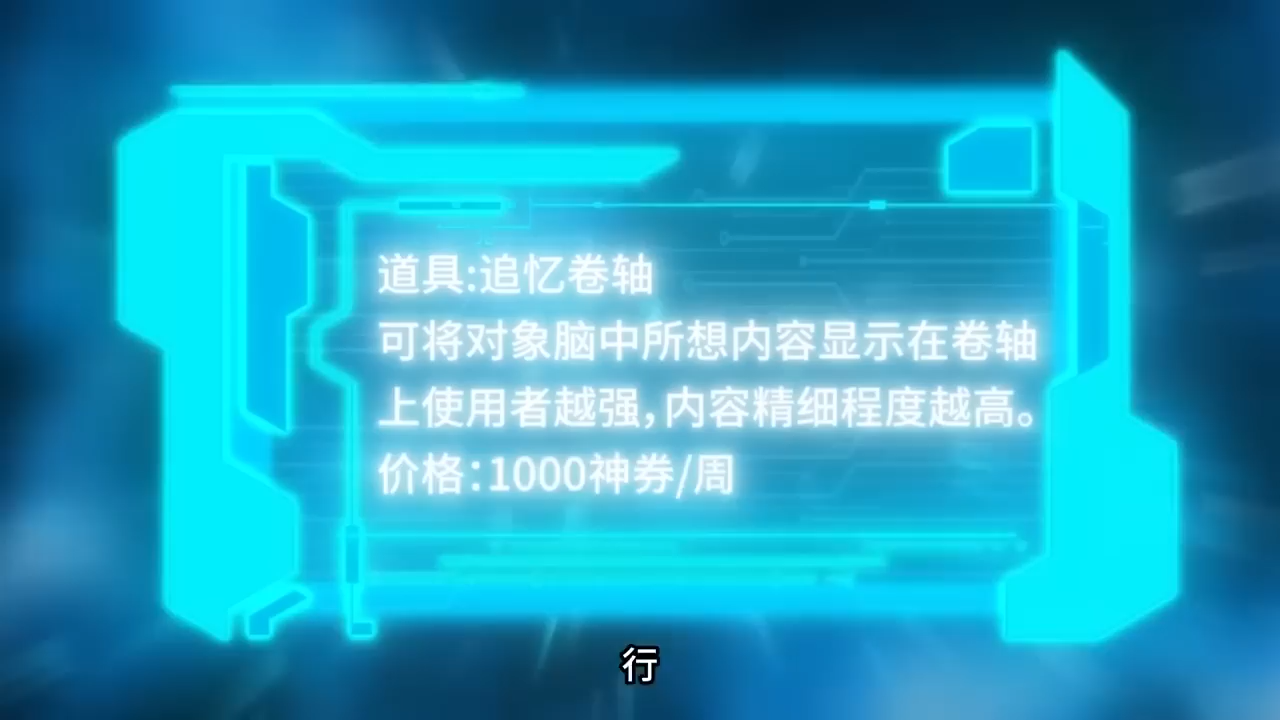 道具:追忆卷轴
可将对象脑中所想内容显示在卷轴
上使用者越强,内容精细程度越高。
价格:1000神券/周
行